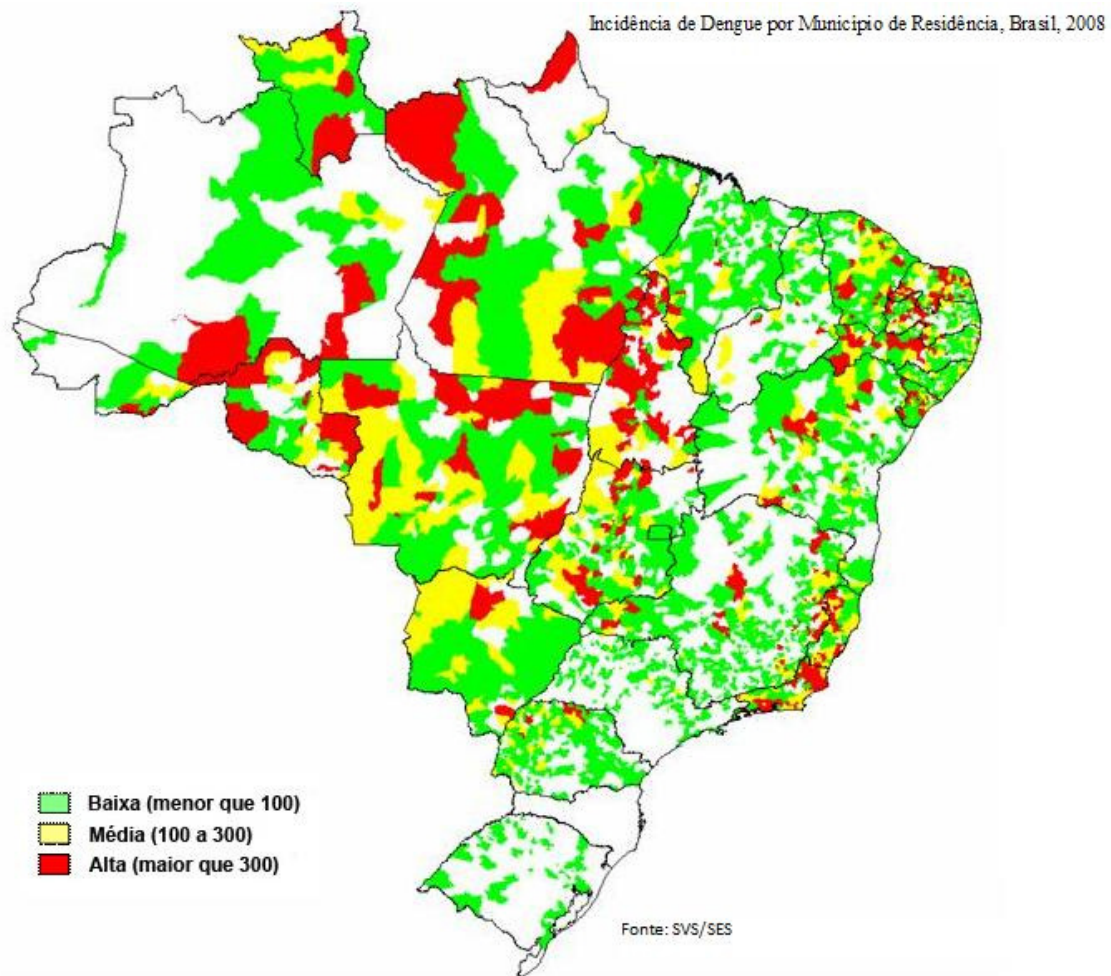 Incidência de Dengue por Municipio de Residência, Brasil, 2008
Baixa (menor que 100)
Média (100 a 300)
Alta (maior que 300)
Fonte: SVS/SES